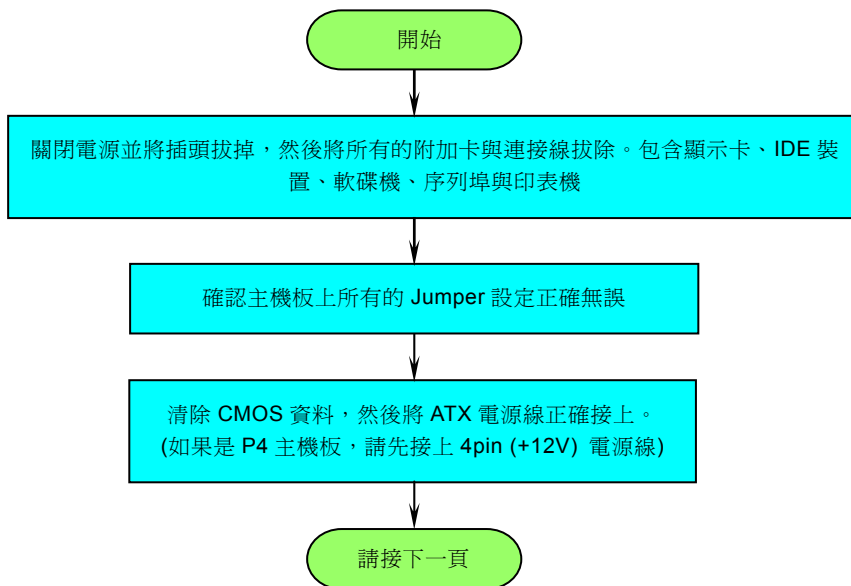 開始
關閉電源並將插頭拔掉，然後將所有的附加卡與連接線拔除。包含顯示卡、IDE 裝
置、軟碟機、序列埠與印表機
確認主機板上所有的 Jumper 設定正確無誤
清除 CMOS 資料，然後將 ATX 電源線正確接上。
(如果是 P4 主機板，請先接上 4pin (+12V) 電源線)
請接下一頁